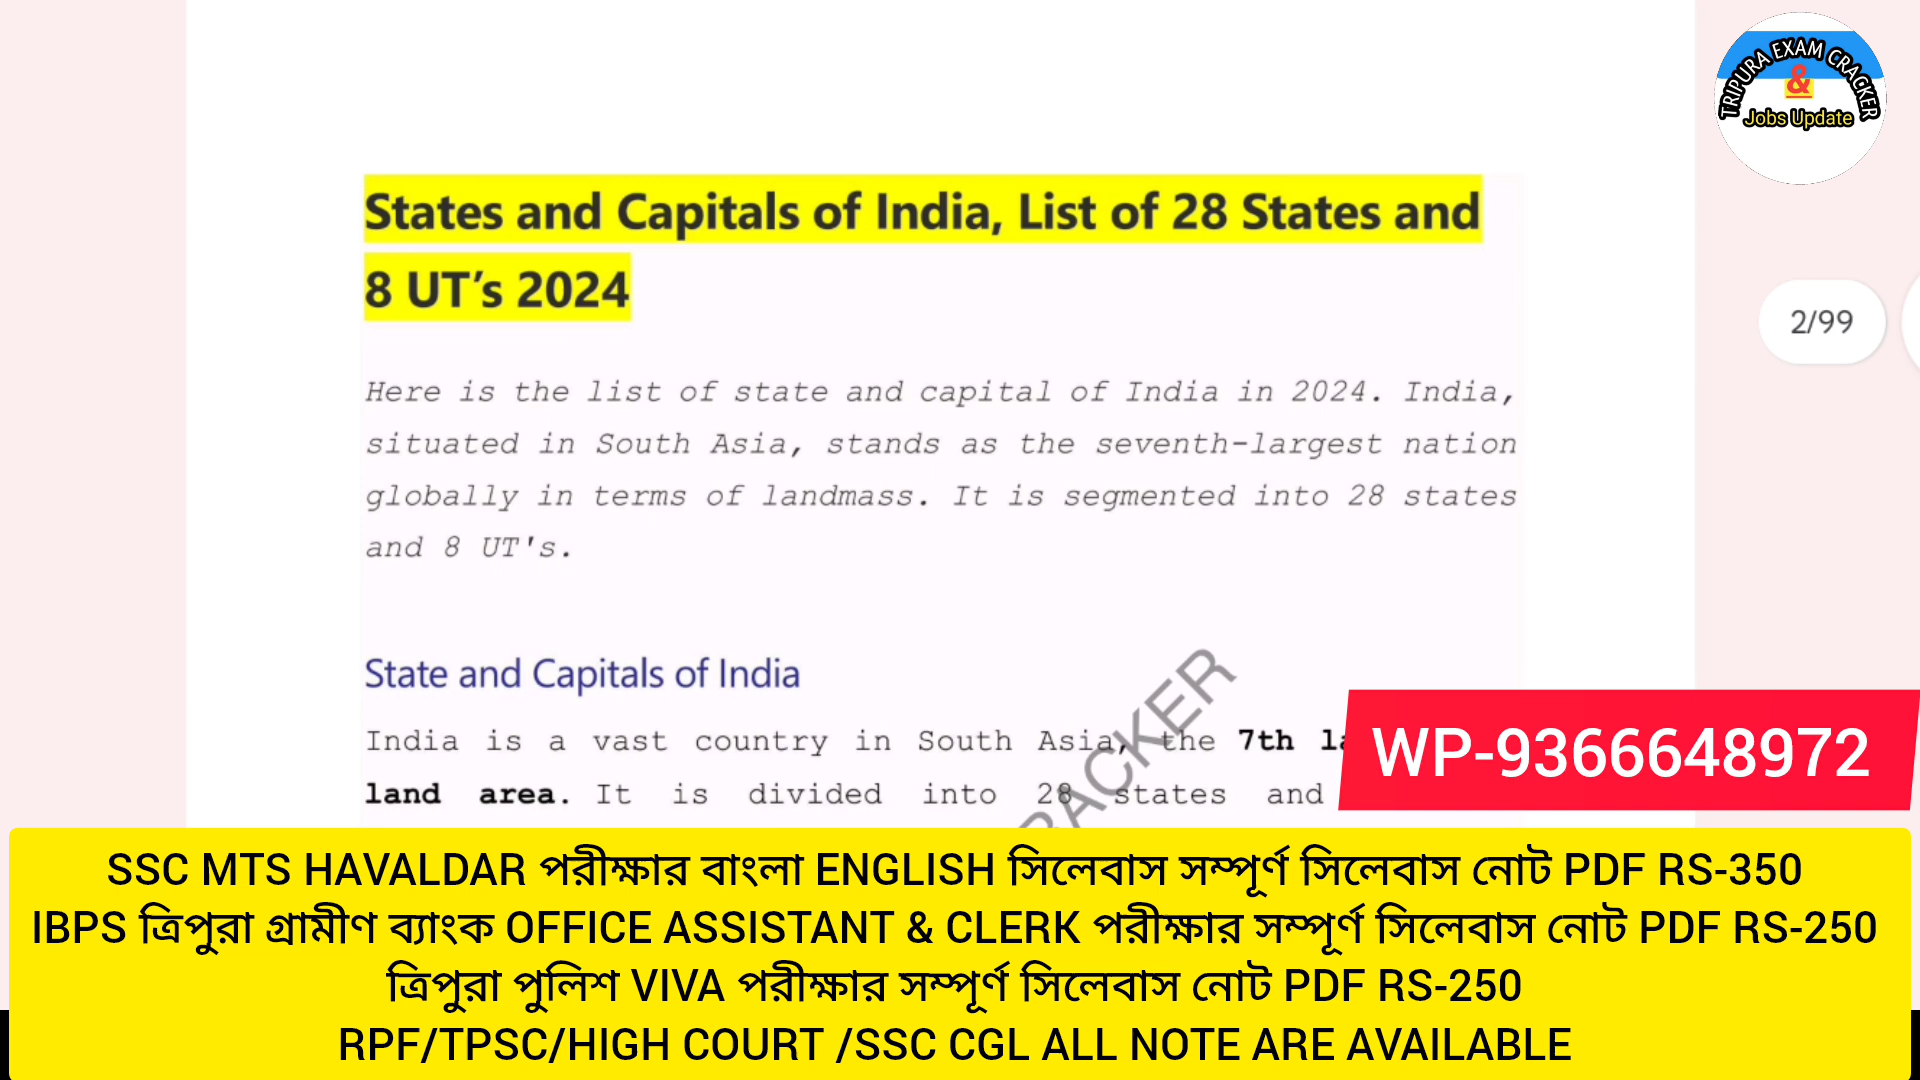 TRIPURA EXAM CRACKER
&
Jobs Update
States and Capitals of India, List of 28 States and
8 UT’s 2024
2/99
Here is the list of state and capital of India in 2024. India,
situated in South Asia, stands as the seventh-largest nation
globally in terms of landmass. It is segmented into 28 states
and 8 UT's.
State and Capitals of India
India is a vast country in South Asia, the 7th
land area. It is divided into 28 states and
WP-9366648972
SSC MTS HAVALDAR পরীক্ষার বাংলা ENGLISH সিলেবাস সম্পূর্ণ সিলেবাস নোট PDF RS-350
IBPS ত্রিপুরা গ্রামীণ ব্যাংক OFFICE ASSISTANT & CLERK পরীক্ষার সম্পূর্ণ সিলেবাস নোট PDF RS-250
ত্রিপুরা পুলিশ VIVA পরীক্ষার সম্পূর্ণ সিলেবাস নোট PDF RS-250
RPF/TPSC/HIGH COURT /SSC CGL ALL NOTE ARE AVAILABLE